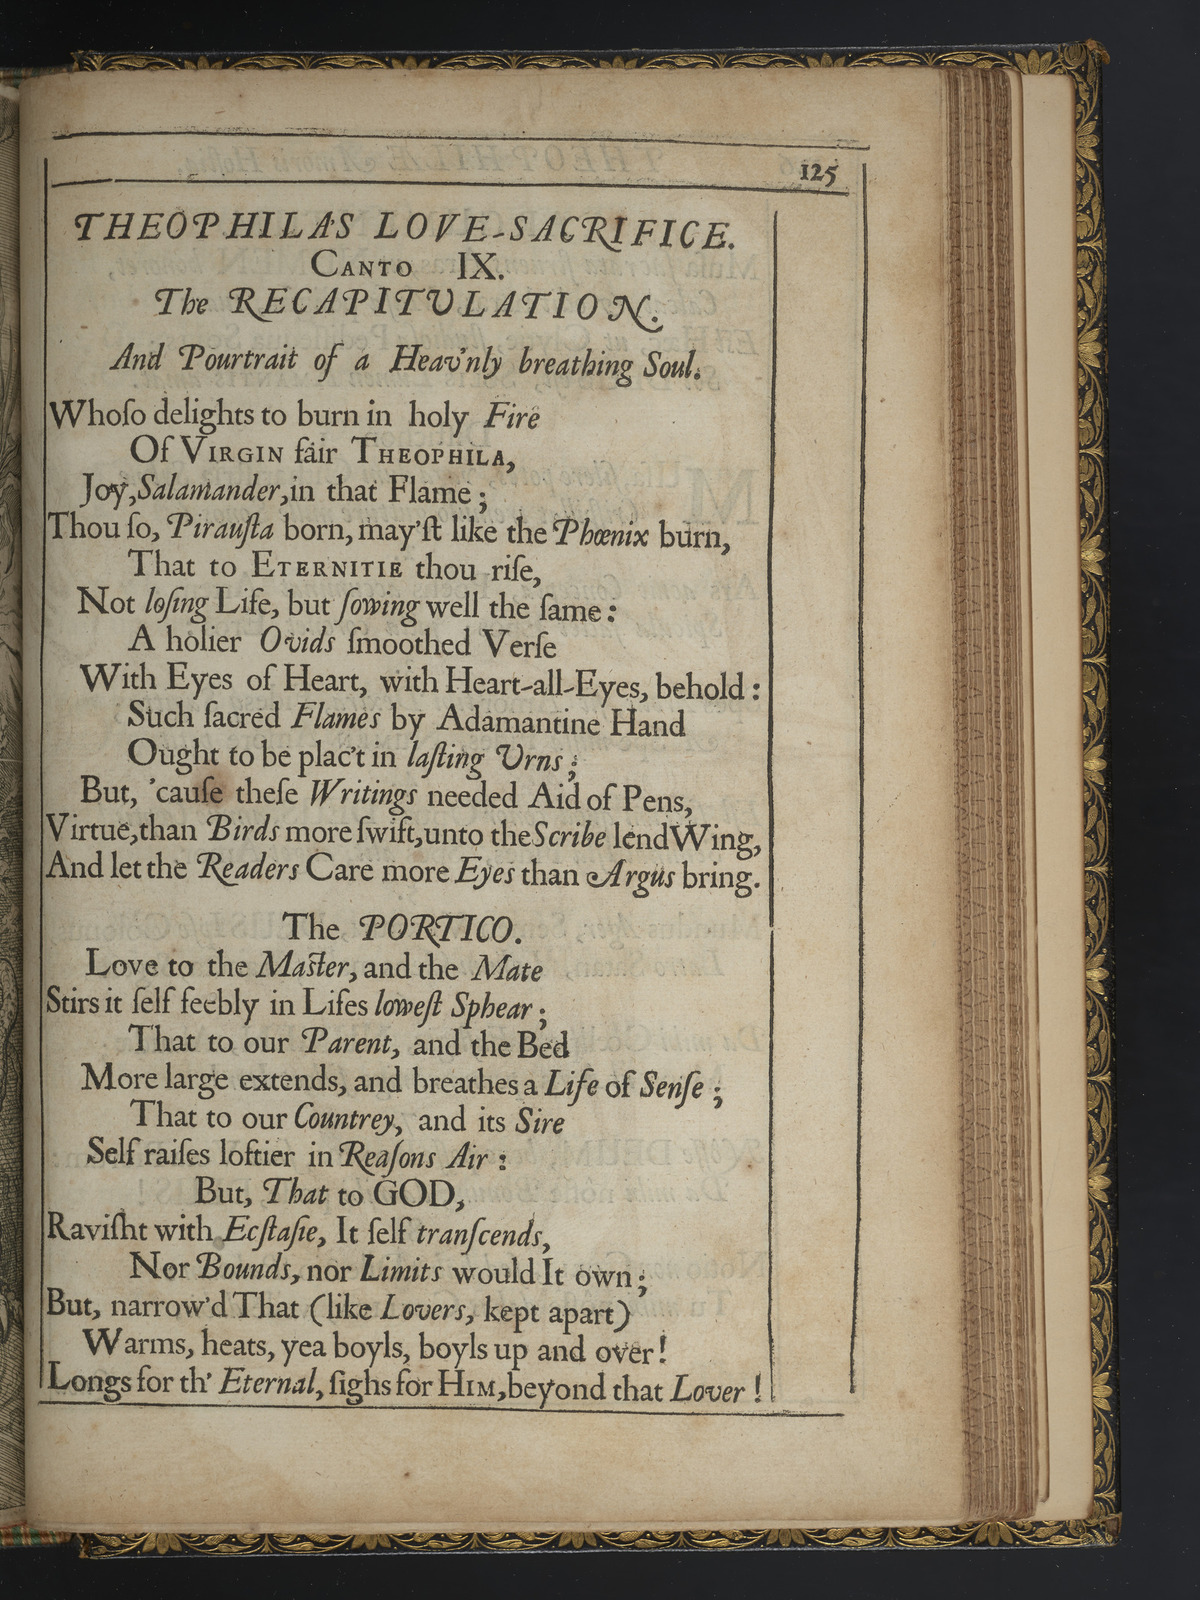 125
THEOPHILA'S LOVE-SACRIFICE.
CANTO IX.
The RECAPITULATION.
And Pourtrait of a Heav'nly breathing Soul.
Whoſo delights to burn in holy Fire
Of VIRGIN fair THEOPHILA,
Joy, Salamander, in that Flame;
Thou ſo, Pirauſta born, may'ſt like the Phœnix burn,
That to ETERNITIE thou riſe,
Not loſing Life, but ſowing well the ſame:
A holier Ovids ſmoothed Verſe
With Eyes of Heart, with Heart-all-Eyes, behold:
Such ſacred Flames by Adamantine Hand
Ought to be plac't in laſting Urns;
But, 'cauſe theſe Writings needed Aid of Pens,
Virtue, than Birds more ſwift, unto the Scribe lend Wing,
And let the Readers Care more Eyes than Argus bring.
The PORTICO.
Love to the Maſter, and the Mate
Stirs it ſelf feebly in Lifes loweſt Sphear;
That to our Parent, and the Bed
More large extends, and breathes a Life of Senſe;
That to our Countrey, and its Sire
Self raiſes loftier in Reaſons Air:
But, That to GOD,
Raviſht with Ecſtaſie, It ſelf tranſcends,
Nor Bounds, nor Limits would It own;
But, narrow'd That (like Lovers, kept apart)
Warms, heats, yea boyls, boyls up and over!
Longs for th' Eternal, ſighs for HIM, beyond that Lover!